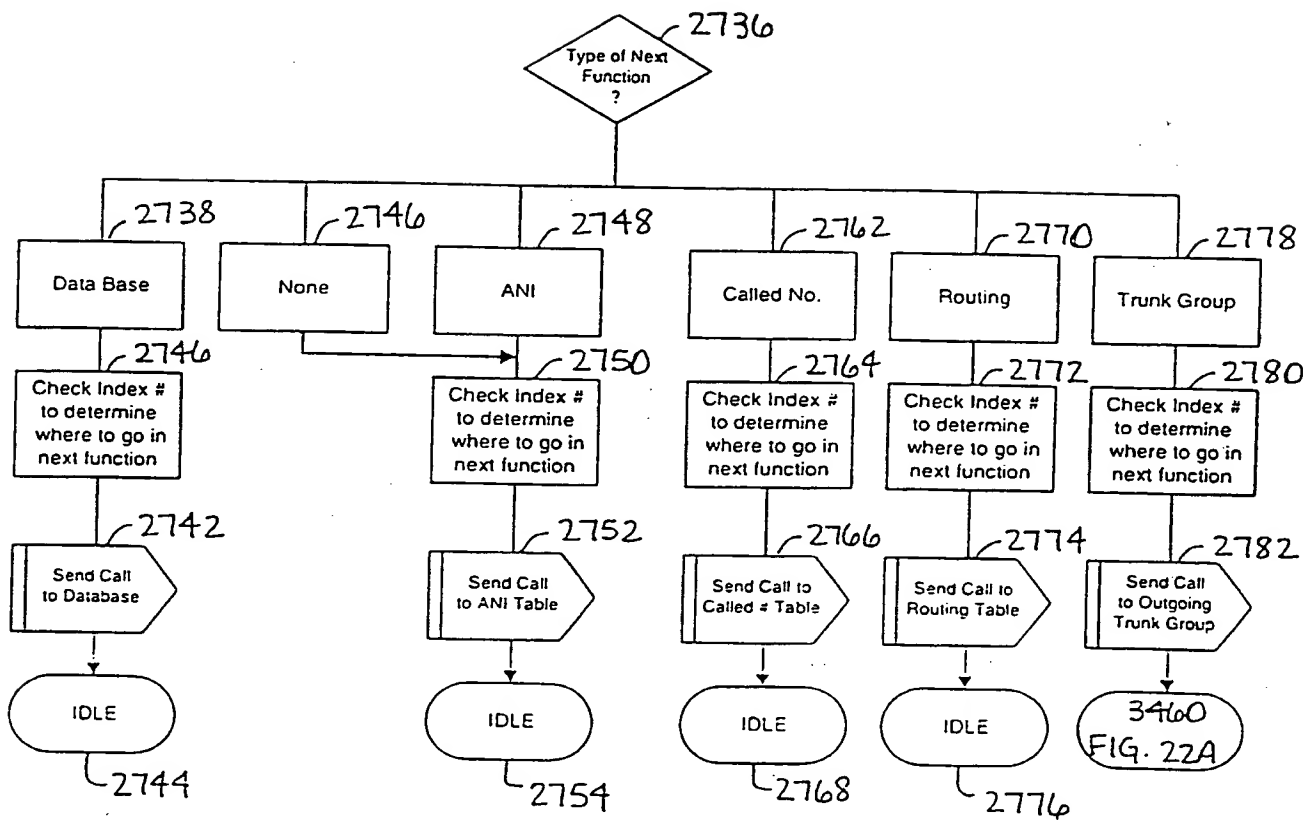 2736
Type of Next
Function
?
2738
2746
2748
2762
2770
2778
Data Base
None
ANI
Called No.
Routing
Trunk Group
2746
2750
2764
2772
2780
Check Index #
to determine
where to go in
next function
Check Index #
to determine
where to go in
next function
Check Index #
to determine
where to go in
next function
Check Index #
to determine
where to go in
next function
Check Index #
to determine
where to go in
next function
2742
2752
2766
2774
2782
Send Call
to Database
Send Call
to ANI Table
Send Call to
Called # Table
Send Call to
Routing Table
Send Call
to Outgoing
Trunk Group
IDLE
IDLE
IDLE
IDLE
3460
FIG. 22A
2744
2754
2768
2776